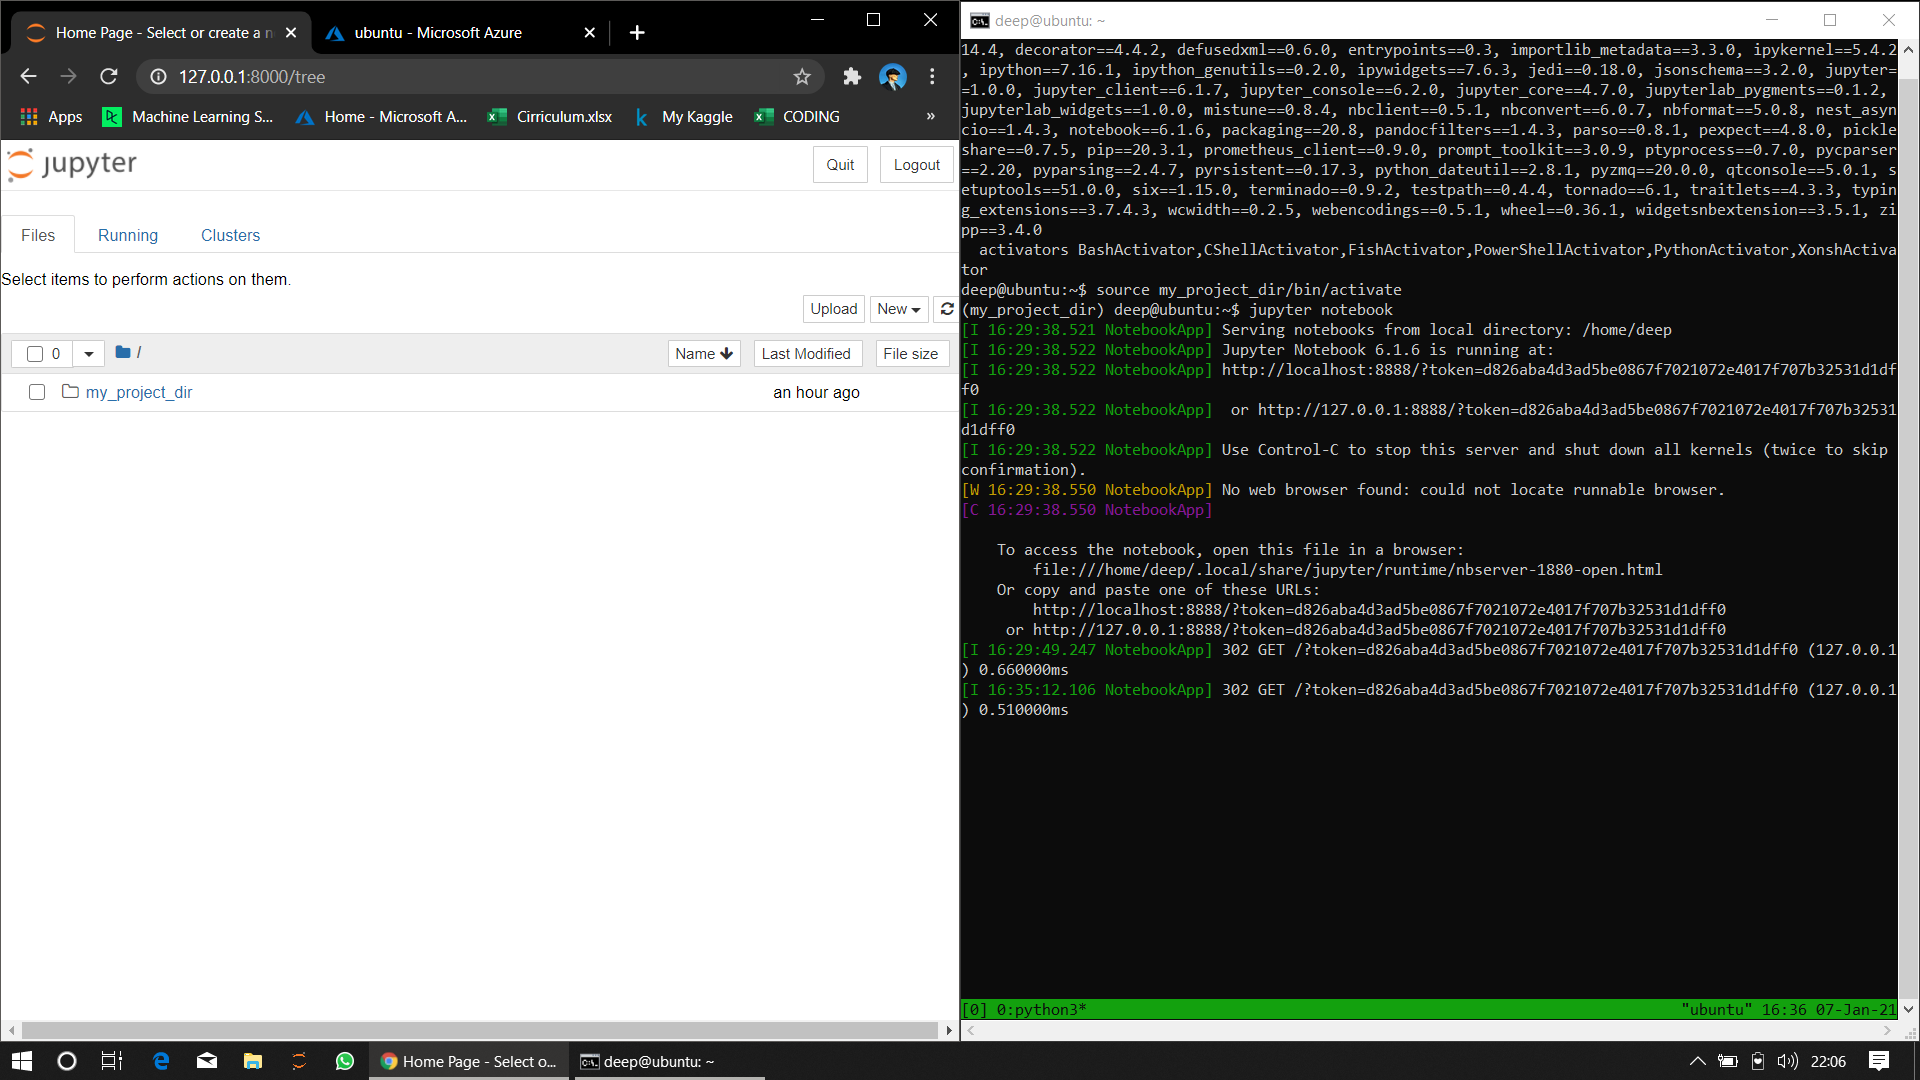 Home Page - Select or create a n
ubuntu - Microsoft Azure
127.0.0.1:8000/tree
Apps
Machine Learning S...
Home - Microsoft A...
Cirriculum.xlsx
My Kaggle
CODING
»
jupyter
Quit
Logout
Files
Running
Clusters
Select items to perform actions on them.
Upload
New
0
/
Name
Last Modified
File size
my_project_dir
an hour ago
deep@ubuntu: ~
14.4, decorator==4.4.2, defusedxml==0.6.0, entrypoints==0.3, importlib_metadata==3.3.0, ipykernel==5.4.2
, ipython==7.16.1, ipython_genutils==0.2.0, ipywidgets==7.6.3, jedi==0.18.0, jsonschema==3.2.0, jupyter=
=1.0.0, jupyter_client==6.1.7, jupyter_console==6.2.0, jupyter_core==4.7.0, jupyterlab_pygments==0.1.2,
jupyterlab_widgets==1.0.0, mistune==0.8.4, nbclient==0.5.1, nbconvert==6.0.7, nbformat==5.0.8, nest_asyn
cio==1.4.3, notebook==6.1.6, packaging==20.8, pandocfilters==1.4.3, parso==0.8.1, pexpect==4.8.0, pickle
share==0.7.5, pip==20.3.1, prometheus_client==0.9.0, prompt_toolkit==3.0.9, ptyprocess==0.7.0, pycparser
==2.20, pyparsing==2.4.7, pyrsistent==0.17.3, python_dateutil==2.8.1, pyzmq==20.0.0, qtconsole==5.0.1, s
etuptools==51.0.0, six==1.15.0, terminado==0.9.2, testpath==0.4.4, tornado==6.1, traitlets==4.3.3, typin
g_extensions==3.7.4.3, wcwidth==0.2.5, webencodings==0.5.1, wheel==0.36.1, widgetsnbextension==3.5.1, zi
pp==3.4.0
activators BashActivator,CShellActivator,FishActivator,PowerShellActivator,PythonActivator,XonshActiva
tor
deep@ubuntu:~$ source my_project_dir/bin/activate
(my_project_dir) deep@ubuntu:~$ jupyter notebook
[I 16:29:38.521 NotebookApp] Serving notebooks from local directory: /home/deep
[I 16:29:38.522 NotebookApp] Jupyter Notebook 6.1.6 is running at:
[I 16:29:38.522 NotebookApp] http://localhost:8888/?token=d826aba4d3ad5be0867f7021072e4017f707b32531d1df
f0
[I 16:29:38.522 NotebookApp]  or http://127.0.0.1:8888/?token=d826aba4d3ad5be0867f7021072e4017f707b32531
d1dff0
[I 16:29:38.522 NotebookApp] Use Control-C to stop this server and shut down all kernels (twice to skip
confirmation).
[W 16:29:38.550 NotebookApp] No web browser found: could not locate runnable browser.
[C 16:29:38.550 NotebookApp]
To access the notebook, open this file in a browser:
file:///home/deep/.local/share/jupyter/runtime/nbserver-1880-open.html
Or copy and paste one of these URLs:
http://localhost:8888/?token=d826aba4d3ad5be0867f7021072e4017f707b32531d1dff0
or http://127.0.0.1:8888/?token=d826aba4d3ad5be0867f7021072e4017f707b32531d1dff0
[I 16:29:49.247 NotebookApp] 302 GET /?token=d826aba4d3ad5be0867f7021072e4017f707b32531d1dff0 (127.0.0.1
) 0.660000ms
[I 16:35:12.106 NotebookApp] 302 GET /?token=d826aba4d3ad5be0867f7021072e4017f707b32531d1dff0 (127.0.0.1
) 0.510000ms
[0] 0:python3*
"ubuntu" 16:36 07-Jan-21
Home Page - Select o...
deep@ubuntu: ~
22:06